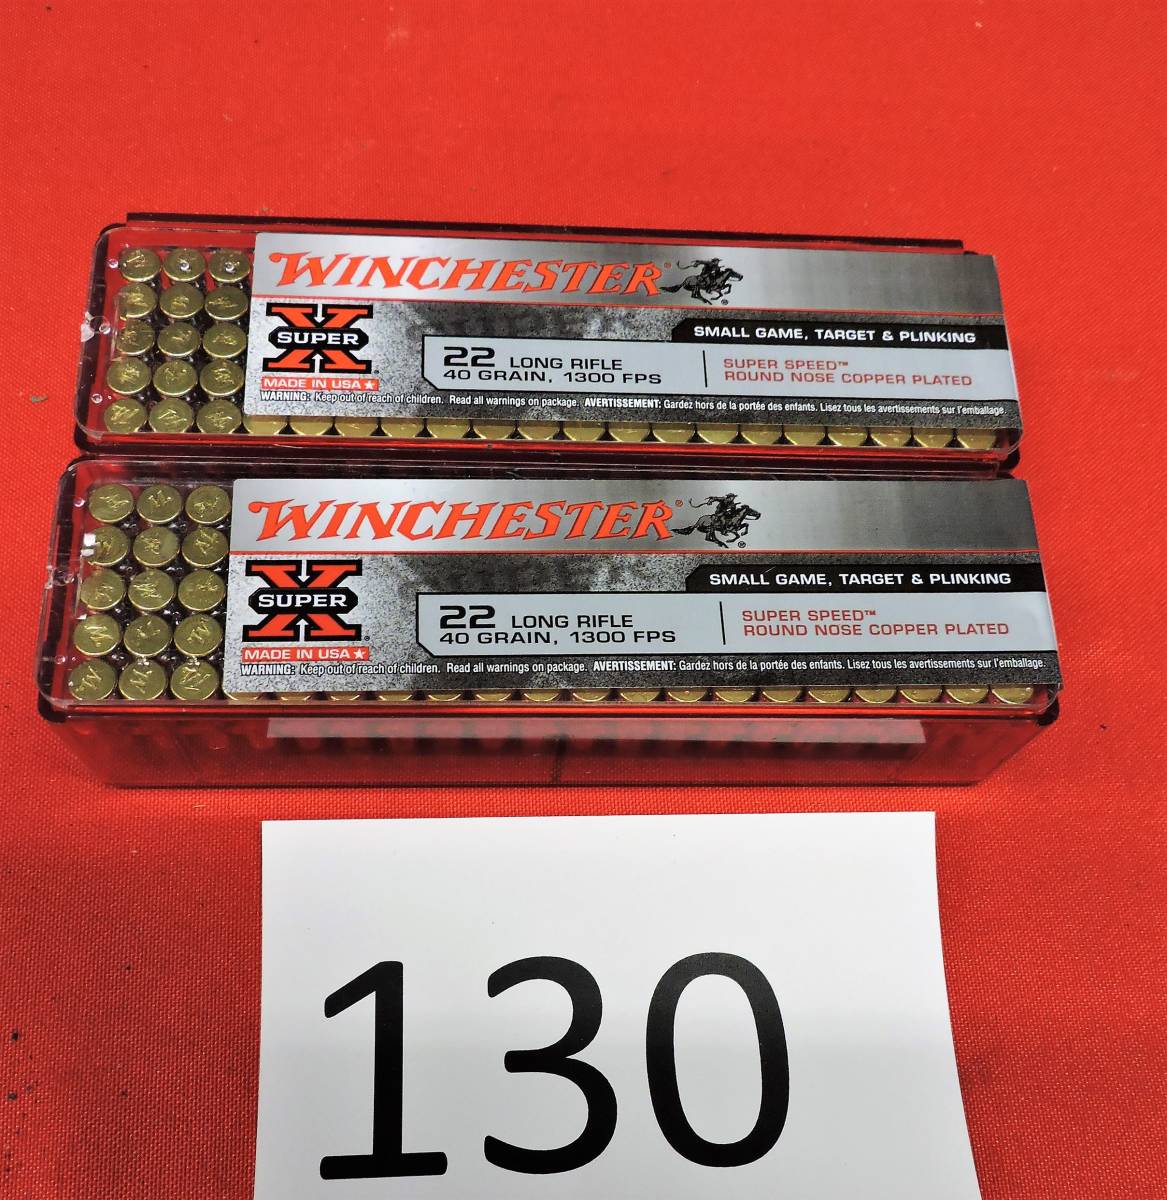 WINCHESTER®
X
SUPER
MADE IN USA
SMALL GAME, TARGET & PLINKING
22 LONG RIFLE
40 GRAIN, 1300 FPS
SUPER SPEED™
ROUND NOSE COPPER PLATED
WARNING: Keep out of reach of children. Read all warnings on package. AVERTISSEMENT: Gardez hors de la portée des enfants. Lisez tous les avertissements sur l'emballage.
WINCHESTER®
X
SUPER
MADE IN USA
SMALL GAME, TARGET & PLINKING
22 LONG RIFLE
40 GRAIN, 1300 FPS
SUPER SPEED™
ROUND NOSE COPPER PLATED
WARNING: Keep out of reach of children. Read all warnings on package. AVERTISSEMENT: Gardez hors de la portée des enfants. Lisez tous les avertissements sur l'emballage.
130